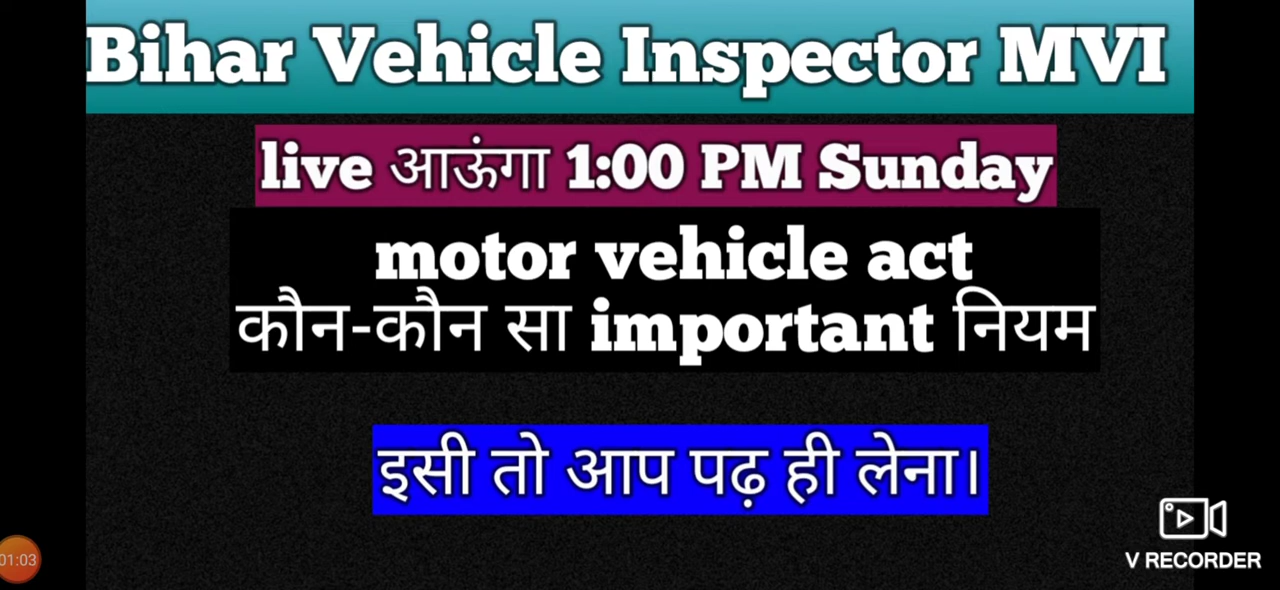 Bihar Vehicle Inspector MVI
live आऊंगा 1:00 PM Sunday
motor vehicle act
कौन-कौन सा important नियम
इसी तो आप पढ़ ही लेना।
01:03
V RECORDER